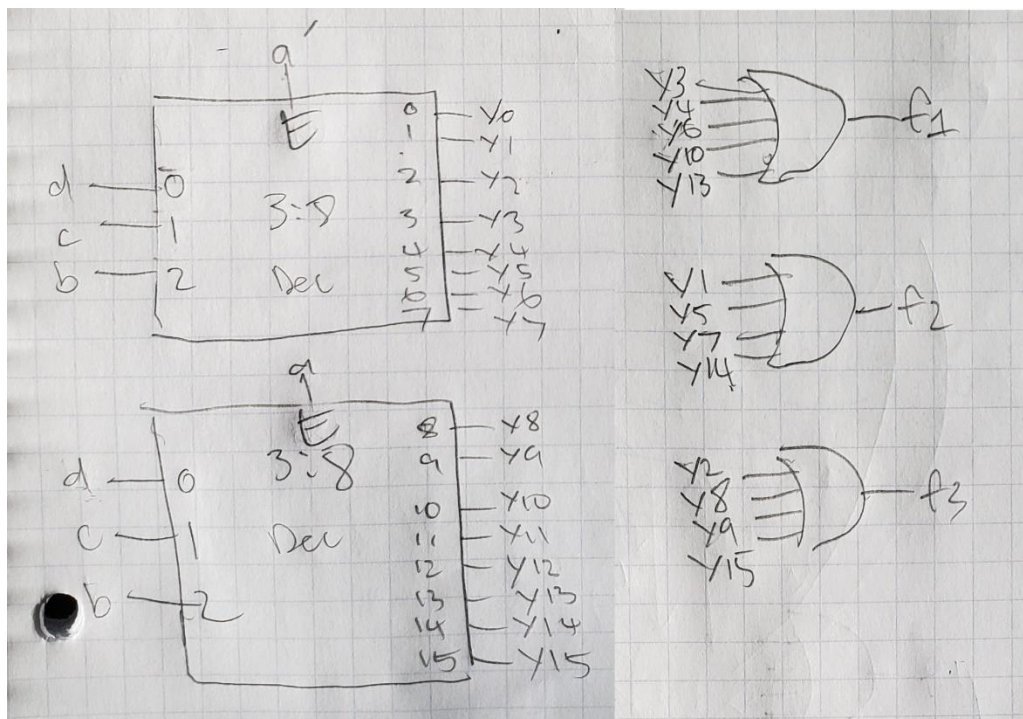 a'
E
0 Y0
1 Y1
d 0 2 Y2
c 1 3:8 3 Y3
4 Y4
b 2 Dec 5 Y5
6 Y6
7 Y7
a
E
8 Y8
3:8 9 Y9
d 0
10 Y10
c 1 Dec 11 Y11
12 Y12
b 2 13 Y13
14 Y14
15 Y15
Y3
Y4 f1
Y6
Y10
Y13
Y1
Y5 f2
Y7
Y14
Y2
Y8 f3
Y9
Y15